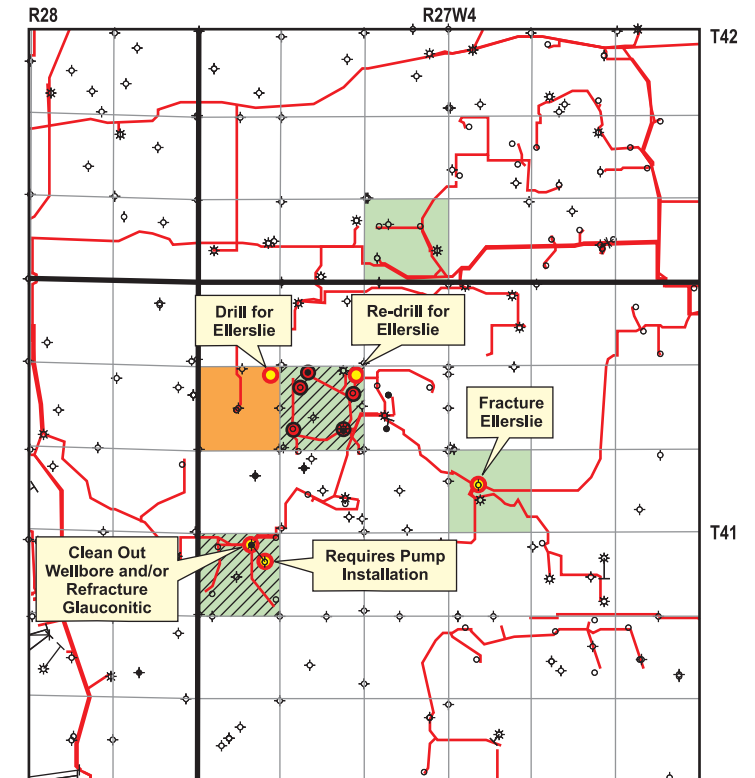 R28
R27W4
T42
Drill for
Ellerslie
Re-drill for
Ellerslie
Fracture
Ellerslie
T41
Clean Out
Wellbore and/or
Refracture
Glauconitic
Requires Pump
Installation